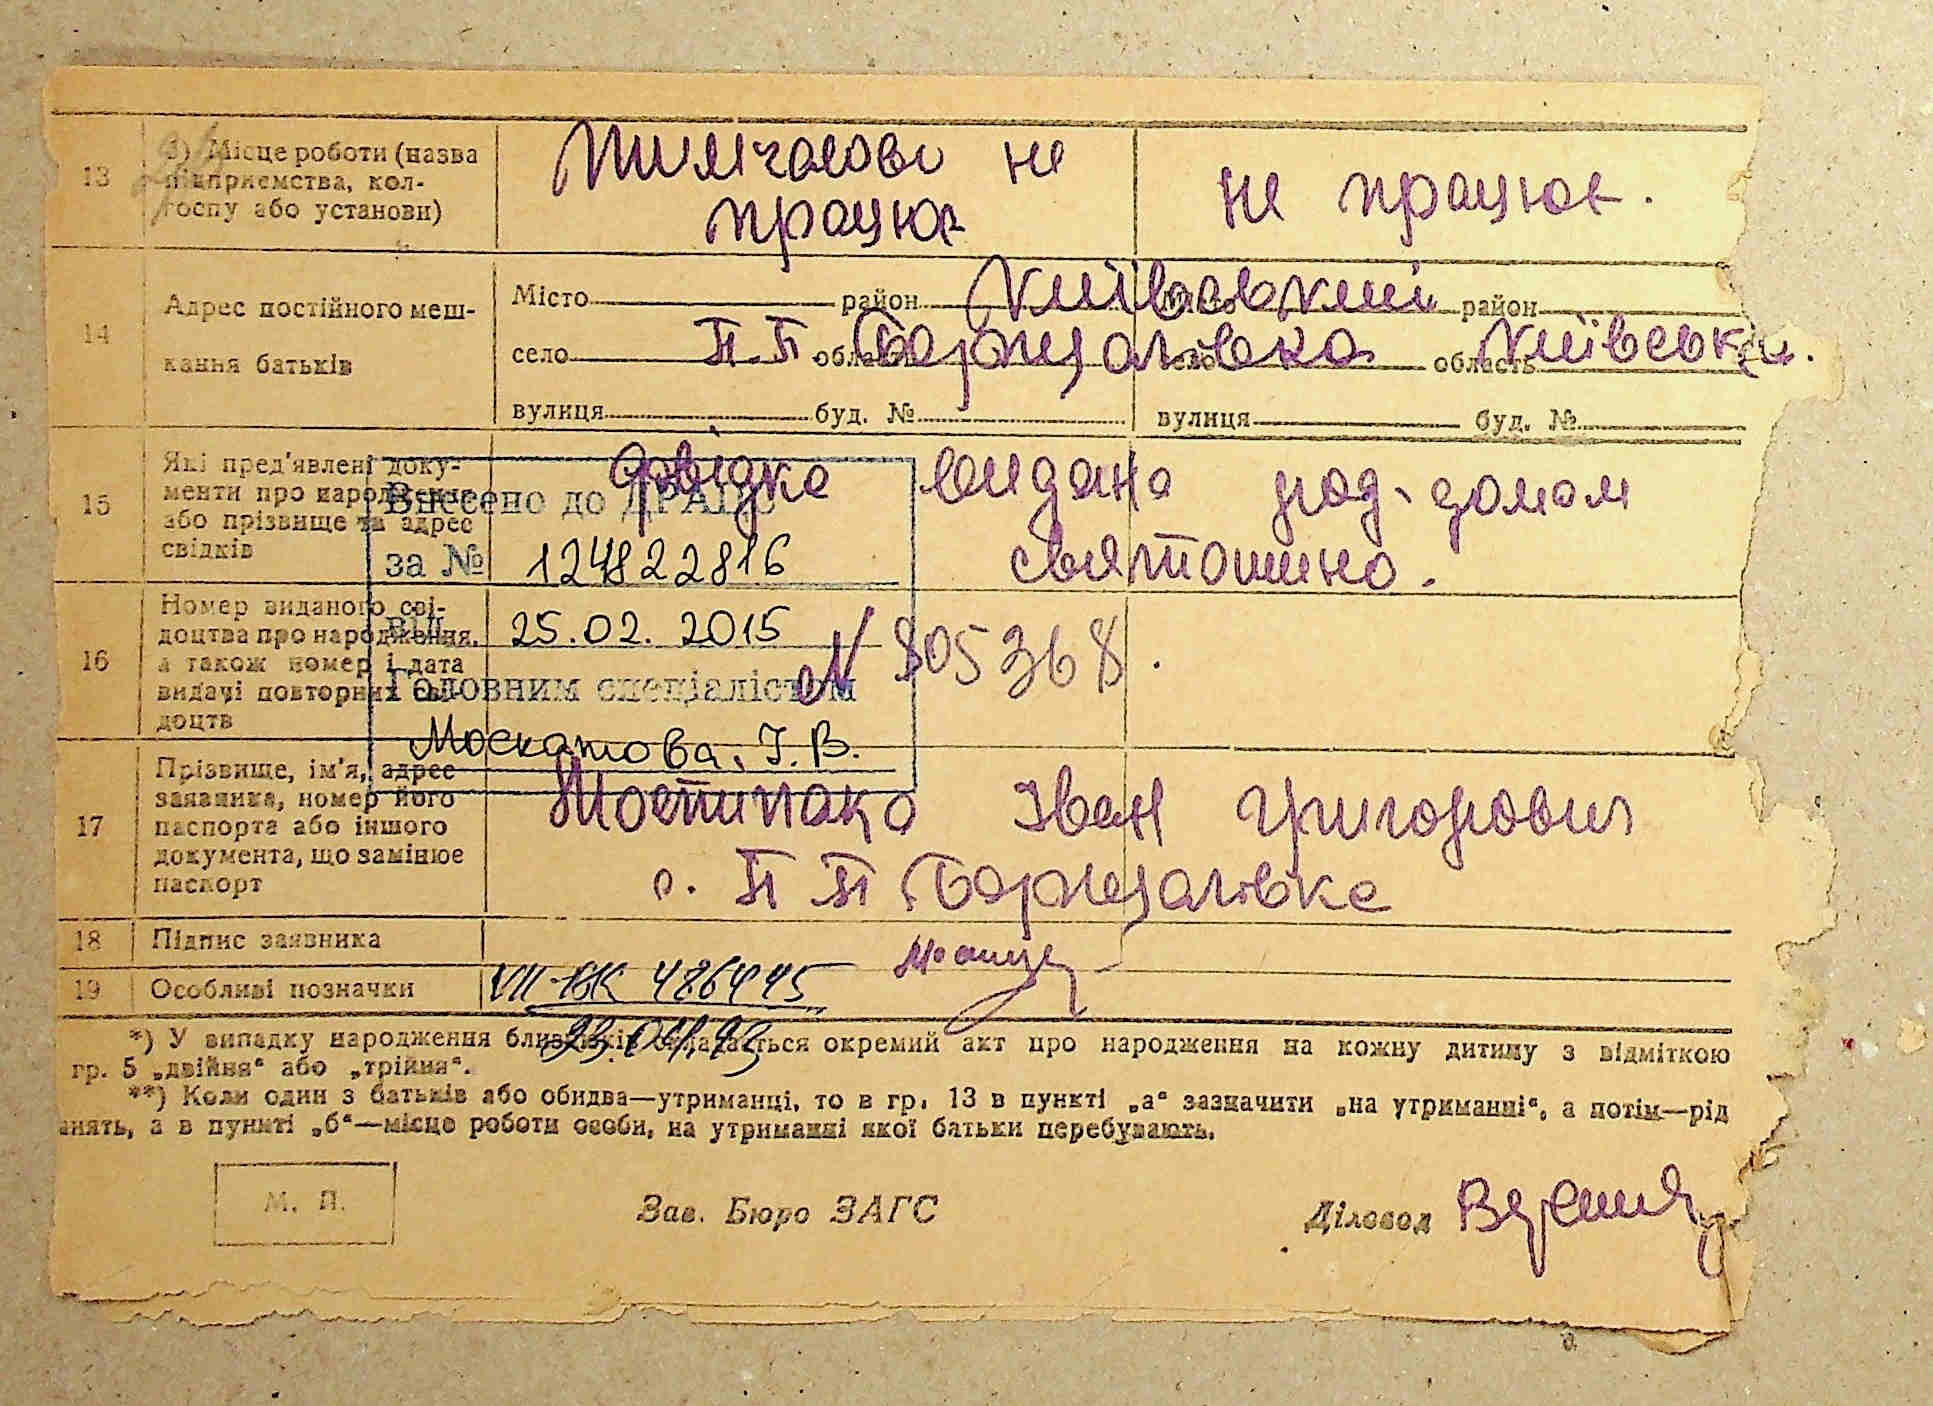 13 б) Місце роботи (назва підприємства, колгоспу або установи)
Тимчасово не працює
не працює.
14 Адрес постійного мешкання батьків
Місто район Київський район
село П.П Борщагівка область Київськи.
вулиця буд. № вулиця буд. №
15 Які пред'явлені документи про народження або прізвище та адрес свідків
довідка видана род-домом
святошино.
Внесено до ДРАЦС
за № 124822816
від 25.02.2015
Головним спеціалістом
Москатова І.В.
16 Номер виданого свідоцтва про народження, а також номер і дата видачі повторних свідоцтв
№ 805368.
17 Прізвище, ім'я, адрес заявника, номер його паспорта або іншого документа, що замінює паспорт
Іван Григорович
с. П П Борщагівка
18 Підпис заявника
19 Особливі позначки
486445
*) У випадку народження близнюків складається окремий акт про народження на кожну дитину з відміткою
гр. 5 „двійня“ або „трійня“.
**) Коли один з батьків або обидва—утриманці, то в гр. 13 в пункті „а“ зазначити „на утриманні“, а потім—рід
занять, а в пункті „б“—місце роботи особи, на утриманні якої батьки перебувають.
М. П.
Зав. Бюро ЗАГС
Діловод